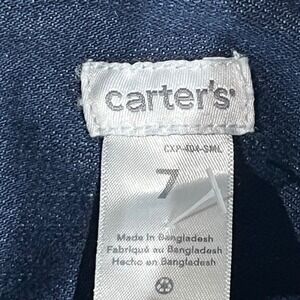 carter's
CXP-404-SML
7
Made in Bangladesh
Fabriqué au Bangladesh
Hecho en Bangladesh